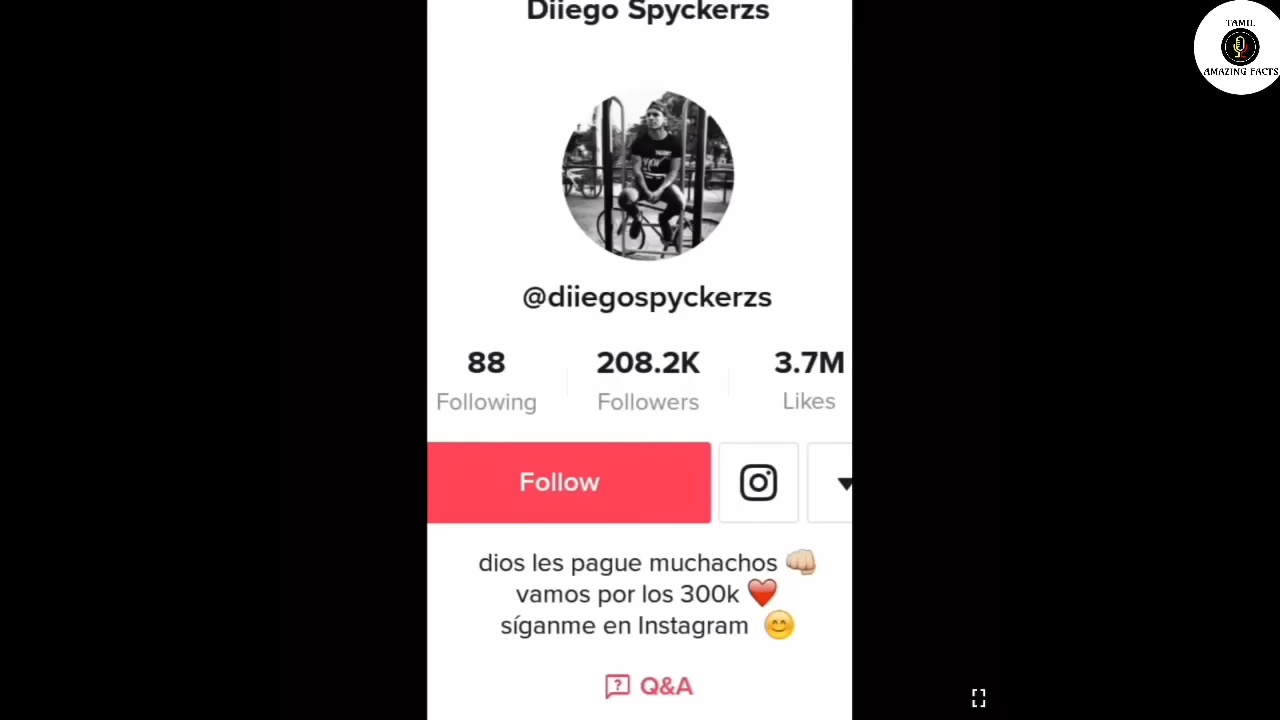 Diiego Spyckerzs
TAMIL
AMAZING FACTS
@diiegospyckerzs
88 208.2K 3.7M
Following Followers Likes
Follow
dios les pague muchachos 👊🏻
vamos por los 300k ❤️
síganme en Instagram 😊
Q&A